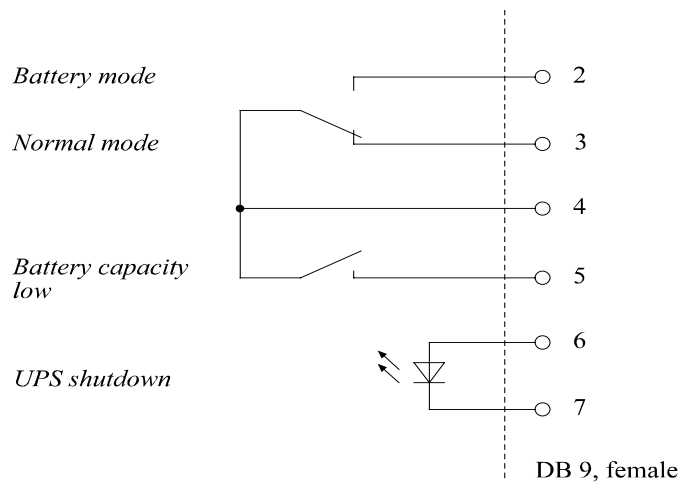 Battery mode 2
Normal mode 3
4
Battery capacity 5
low
6
UPS shutdown
7
DB 9, female